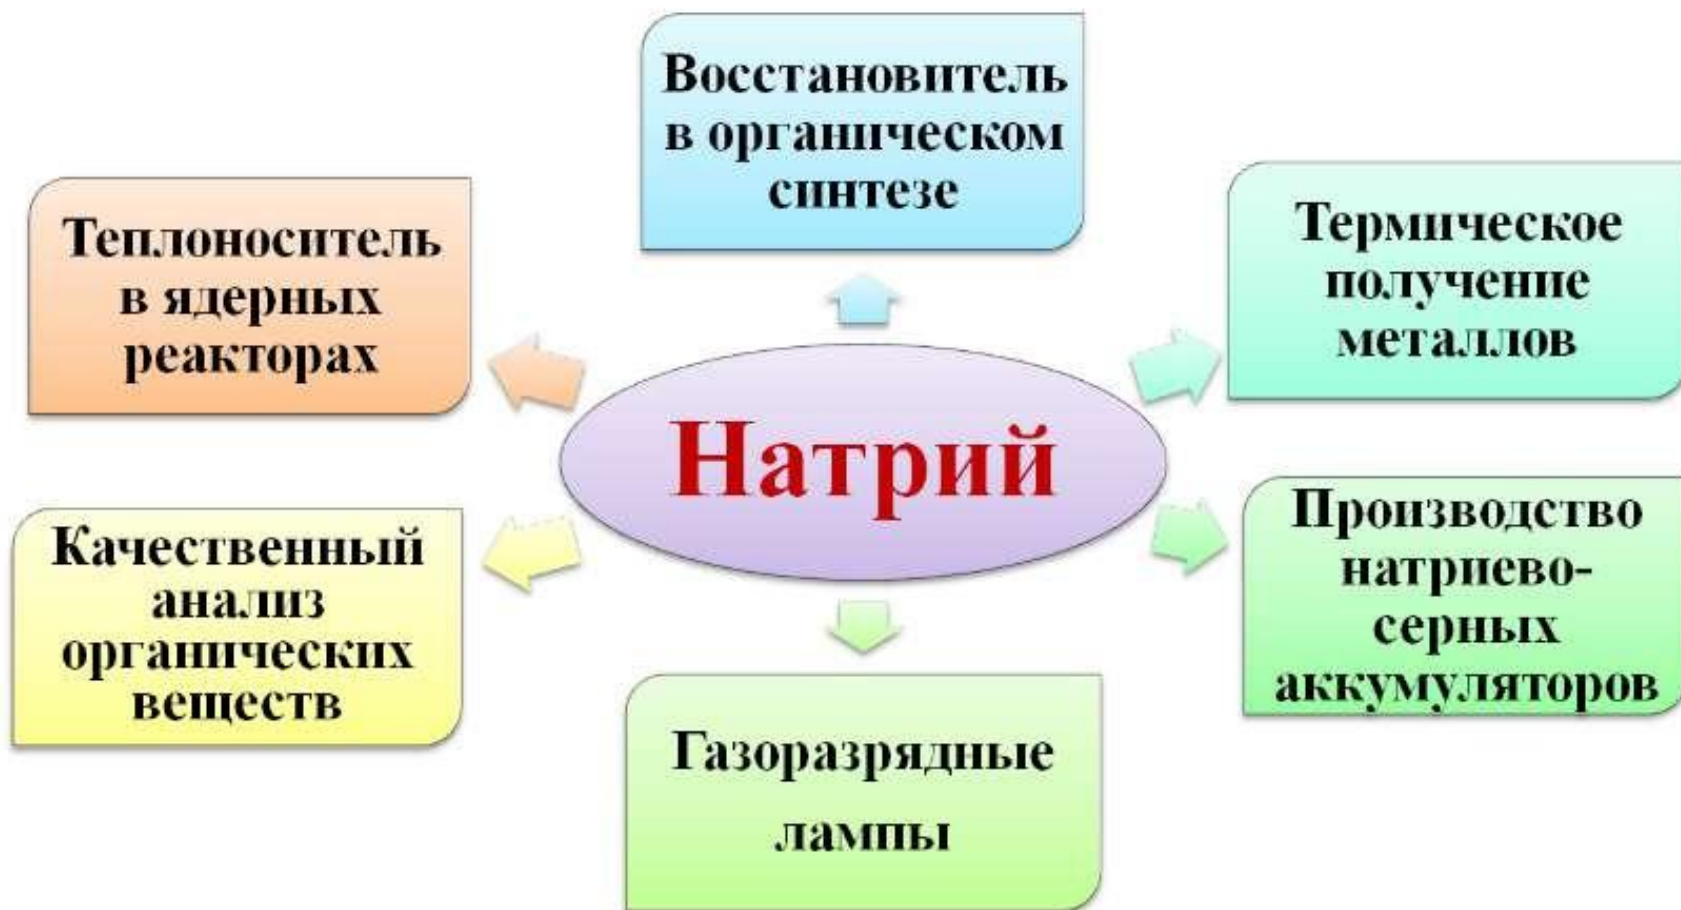 Восстановитель
в органическом
синтезе
Теплоноситель
в ядерных
реакторах
Термическое
получение
металлов
Натрий
Качественный
анализ
органических
веществ
Производство
натриево-
серных
аккумуляторов
Газоразрядные
лампы